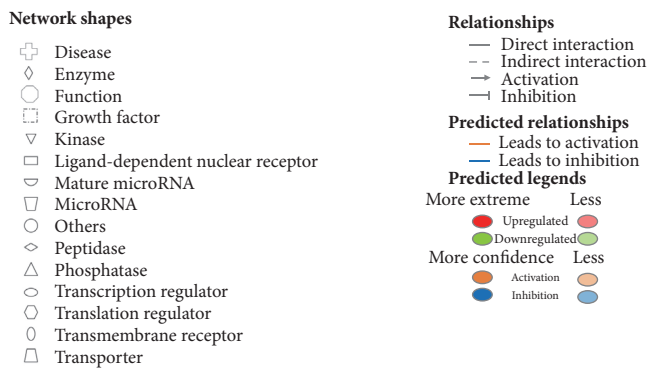 Network shapes
Disease
Enzyme
Function
Growth factor
Kinase
Ligand-dependent nuclear receptor
Mature microRNA
MicroRNA
Others
Peptidase
Phosphatase
Transcription regulator
Translation regulator
Transmembrane receptor
Transporter
Relationships
Direct interaction
Indirect interaction
Activation
Inhibition
Predicted relationships
Leads to activation
Leads to inhibition
Predicted legends
More extreme Less
Upregulated
Downregulated
More confidence Less
Activation
Inhibition